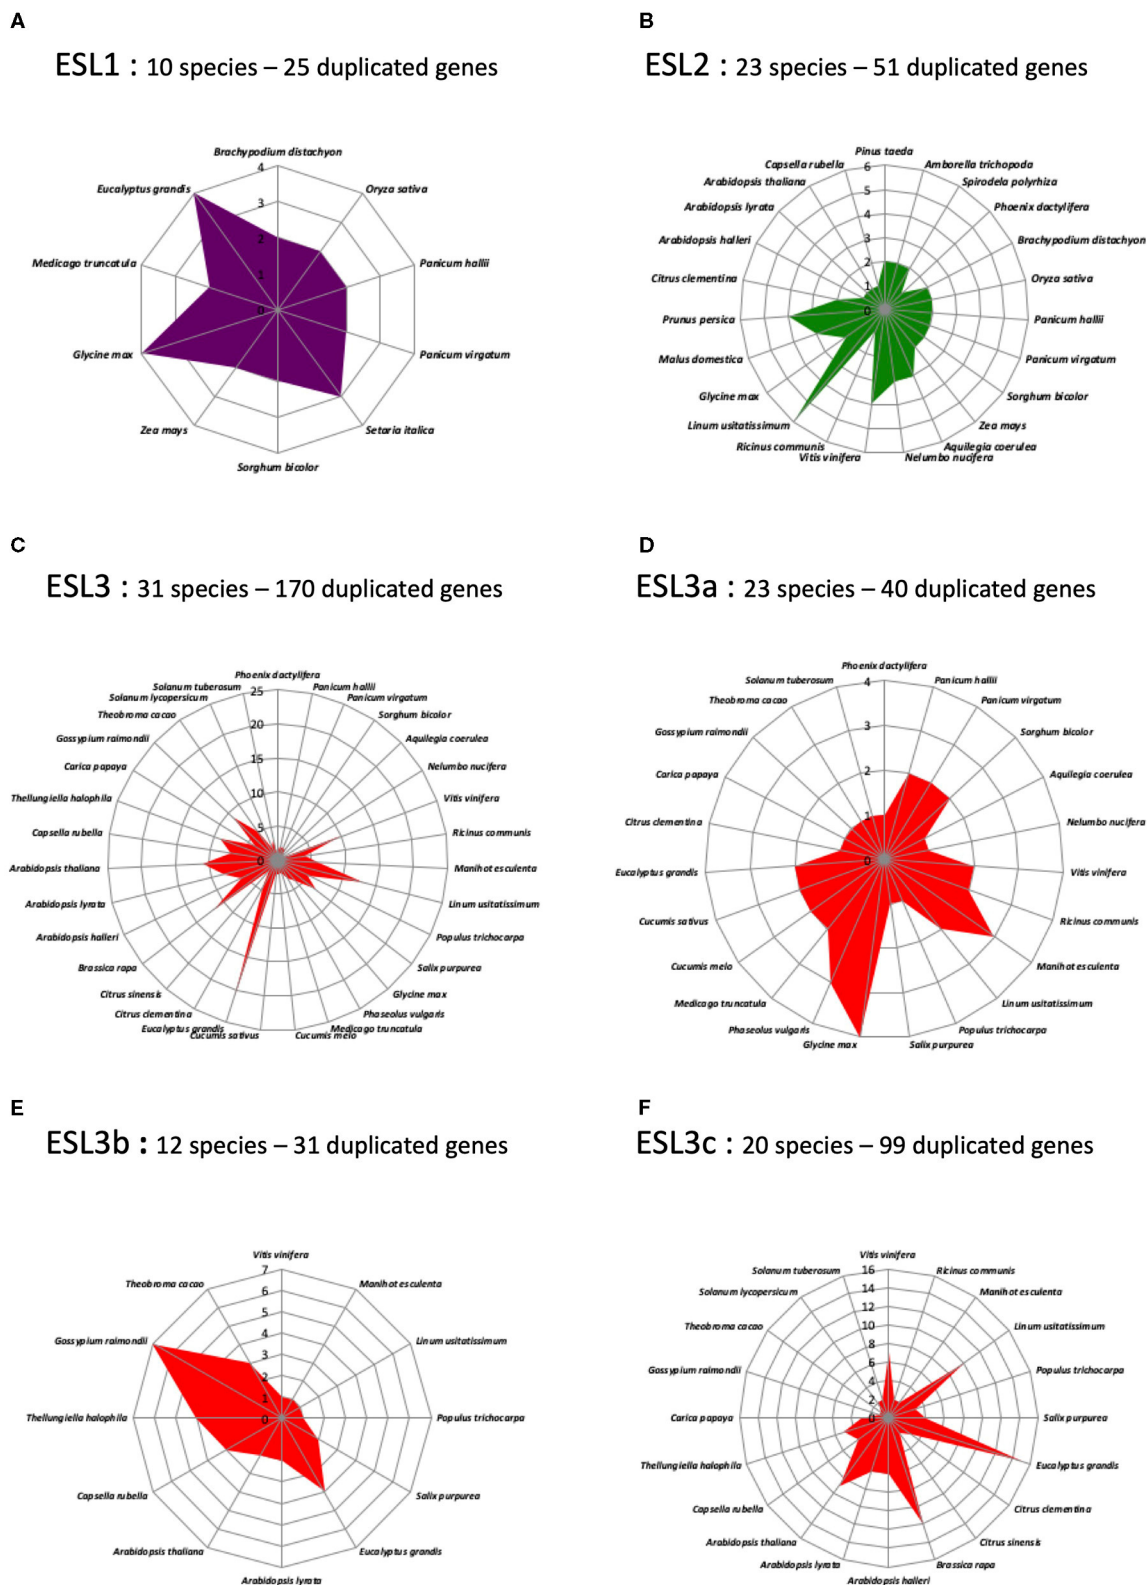 A
ESL1 : 10 species – 25 duplicated genes
Brachypodium distachyon
4
Eucalyptus grandis
Oryza sativa
3
2
Medicago truncatula
Panicum hallii
1
0
Glycine max
Panicum virgatum
Zea mays
Setaria italica
Sorghum bicolor
B
ESL2 : 23 species – 51 duplicated genes
Pinus taeda
Capsella rubella
6
Amborella trichopoda
Arabidopsis thaliana
5
Spirodela polyrhiza
Arabidopsis lyrata
4
Phoenix dactylifera
Arabidopsis halleri
3
Brachypodium distachyon
2
Citrus clementina
Oryza sativa
1
0
Prunus persica
Panicum hallii
Malus domestica
Panicum virgatum
Glycine max
Sorghum bicolor
Linum usitatissimum
Zea mays
Ricinus communis
Aquilegia coerulea
Vitis vinifera
Nelumbo nucifera
C
ESL3 : 31 species – 170 duplicated genes
Phoenix dactylifera
Solanum tuberosum
25
Panicum hallii
Solanum lycopersicum
Panicum virgatum
Theobroma cacao
20
Sorghum bicolor
Gossypium raimondii
Aquilegia coerulea
15
Carica papaya
Nelumbo nucifera
10
Thellungiella halophila
Vitis vinifera
5
Capsella rubella
Ricinus communis
0
Arabidopsis thaliana
Manihot esculenta
Arabidopsis lyrata
Linum usitatissimum
Arabidopsis halleri
Populus trichocarpa
Brassica rapa
Salix purpurea
Citrus sinensis
Glycine max
Citrus clementina
Phaseolus vulgaris
Eucalyptus grandis
Medicago truncatula
Cucumis sativus
Cucumis melo
D
ESL3a : 23 species – 40 duplicated genes
Phoenix dactylifera
Solanum tuberosum
4
Panicum hallii
Theobroma cacao
Panicum virgatum
Gossypium raimondii
3
Sorghum bicolor
Carica papaya
2
Aquilegia coerulea
Citrus clementina
1
Nelumbo nucifera
0
Eucalyptus grandis
Vitis vinifera
Cucumis sativus
Ricinus communis
Cucumis melo
Manihot esculenta
Medicago truncatula
Linum usitatissimum
Phaseolus vulgaris
Populus trichocarpa
Glycine max
Salix purpurea
E
ESL3b : 12 species – 31 duplicated genes
Vitis vinifera
7
Theobroma cacao
Manihot esculenta
6
5
Gossypium raimondii
4
Linum usitatissimum
3
2
1
Thellungiella halophila
0
Populus trichocarpa
Capsella rubella
Salix purpurea
Arabidopsis thaliana
Eucalyptus grandis
Arabidopsis lyrata
F
ESL3c : 20 species – 99 duplicated genes
Vitis vinifera
Solanum tuberosum
16
Ricinus communis
Solanum lycopersicum
14
Manihot esculenta
12
Theobroma cacao
10
Linum usitatissimum
8
Gossypium raimondii
6
Populus trichocarpa
4
2
Carica papaya
0
Salix purpurea
Thellungiella halophila
Eucalyptus grandis
Capsella rubella
Citrus clementina
Arabidopsis thaliana
Citrus sinensis
Arabidopsis lyrata
Brassica rapa
Arabidopsis halleri